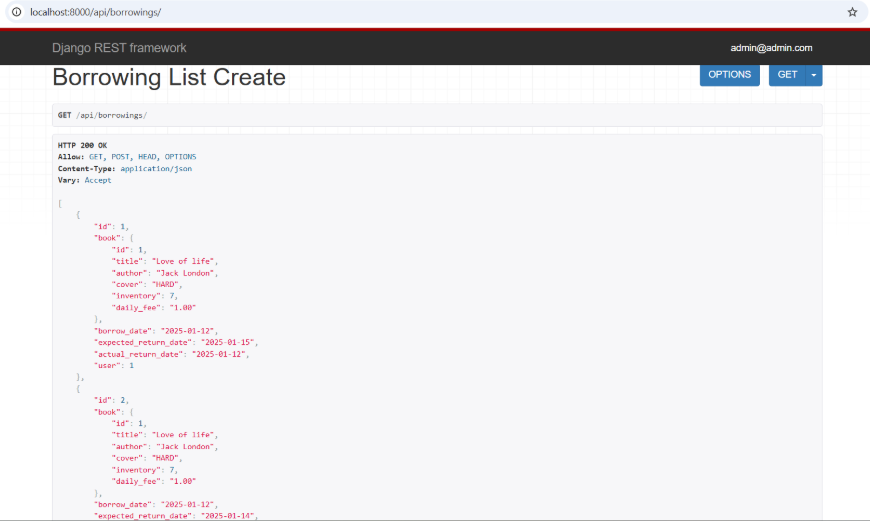 localhost:8000/api/borrowings/
Django REST framework
admin@admin.com
Borrowing List Create
OPTIONS
GET
GET /api/borrowings/
HTTP 200 OK
Allow: GET, POST, HEAD, OPTIONS
Content-Type: application/json
Vary: Accept
[
    {
        "id": 1,
        "book": {
            "id": 1,
            "title": "Love of life",
            "author": "Jack London",
            "cover": "HARD",
            "inventory": 7,
            "daily_fee": "1.00"
        },
        "borrow_date": "2025-01-12",
        "expected_return_date": "2025-01-15",
        "actual_return_date": "2025-01-12",
        "user": 1
    },
    {
        "id": 2,
        "book": {
            "id": 1,
            "title": "Love of life",
            "author": "Jack London",
            "cover": "HARD",
            "inventory": 7,
            "daily_fee": "1.00"
        },
        "borrow_date": "2025-01-12",
        "expected_return_date": "2025-01-14",